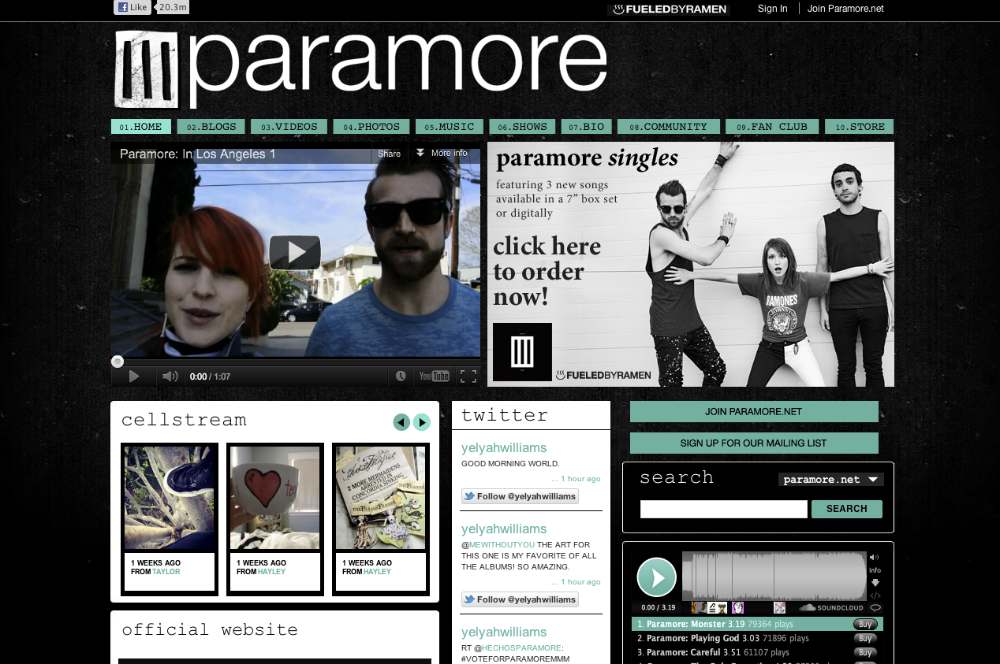 Like 20.3m
FUELEDBYRAMEN
Sign In
Join Paramore.net
paramore
01.HOME
02.BLOGS
03.VIDEOS
04.PHOTOS
05.MUSIC
06.SHOWS
07.BIO
08.COMMUNITY
09.FAN CLUB
10.STORE
Paramore: In Los Angeles 1
Share
More info
0:00 / 1:07
YouTube
paramore singles
featuring 3 new songs
available in a 7” box set
or digitally
click here
to order
now!
FUELEDBYRAMEN
RAMONES
cellstream
tea
the Filter
2 MORE MERMAIDENS
ARRESTED IN
CONCORDIA SINKING
1 WEEKS AGO
FROM TAYLOR
1 WEEKS AGO
FROM HAYLEY
1 WEEKS AGO
FROM HAYLEY
official website
twitter
yelyahwilliams
GOOD MORNING WORLD.
... 1 hour ago
Follow @yelyahwilliams
yelyahwilliams
@MEWITHOUTYOU THE ART FOR
THIS ONE IS MY FAVORITE OF ALL
THE ALBUMS! SO AMAZING.
... 1 hour ago
Follow @yelyahwilliams
yelyahwilliams
RT @HECHOSPARAMORE:
#VOTEFORPARAMOREMMM
JOIN PARAMORE.NET
SIGN UP FOR OUR MAILING LIST
search
paramore.net
SEARCH
Info
</>
0.00 / 3.19
SOUNDCLOUD
1. Paramore: Monster 3.19 79364 plays Buy
2. Paramore: Playing God 3.03 71896 plays Buy
3. Paramore: Careful 3.51 61107 plays Buy